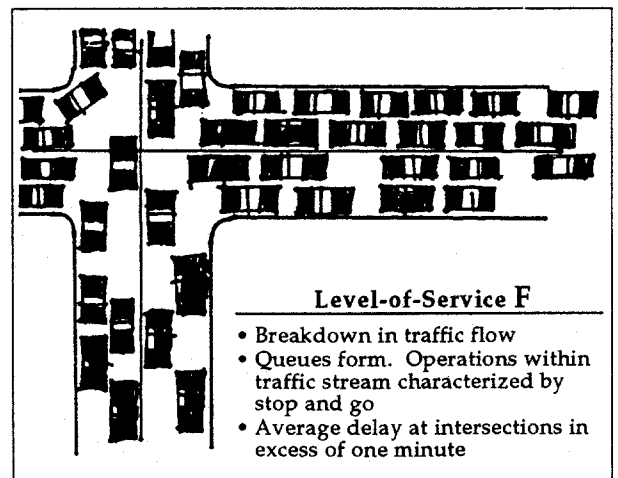 Level-of-Service F
• Breakdown in traffic flow
• Queues form. Operations within
traffic stream characterized by
stop and go
• Average delay at intersections in
excess of one minute